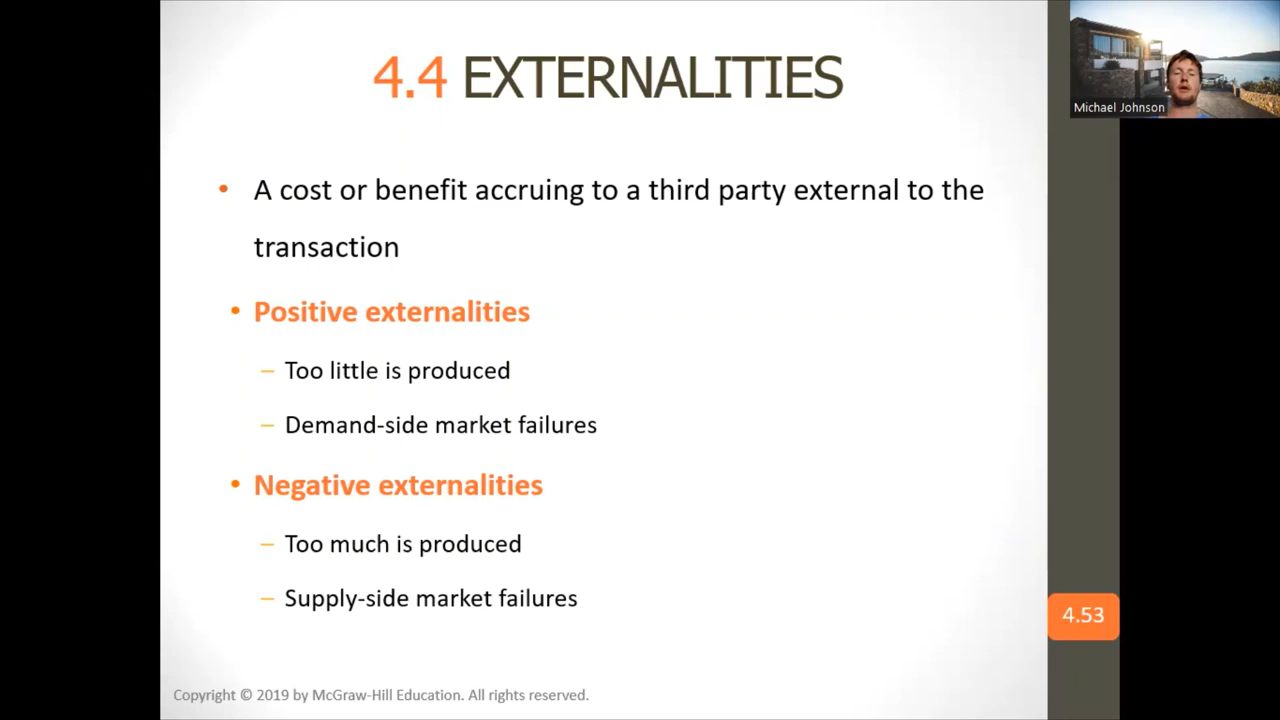 4.4 EXTERNALITIES
Michael Johnson
• A cost or benefit accruing to a third party external to the
transaction
• Positive externalities
– Too little is produced
– Demand-side market failures
• Negative externalities
– Too much is produced
– Supply-side market failures
4.53
Copyright © 2019 by McGraw-Hill Education. All rights reserved.